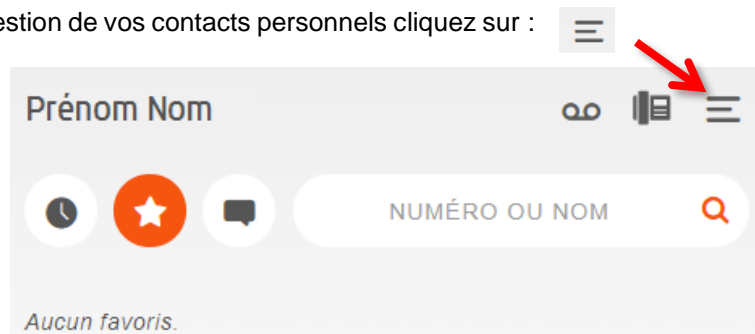 estion de vos contacts personnels cliquez sur :
Prénom Nom
NUMÉRO OU NOM
Aucun favoris.